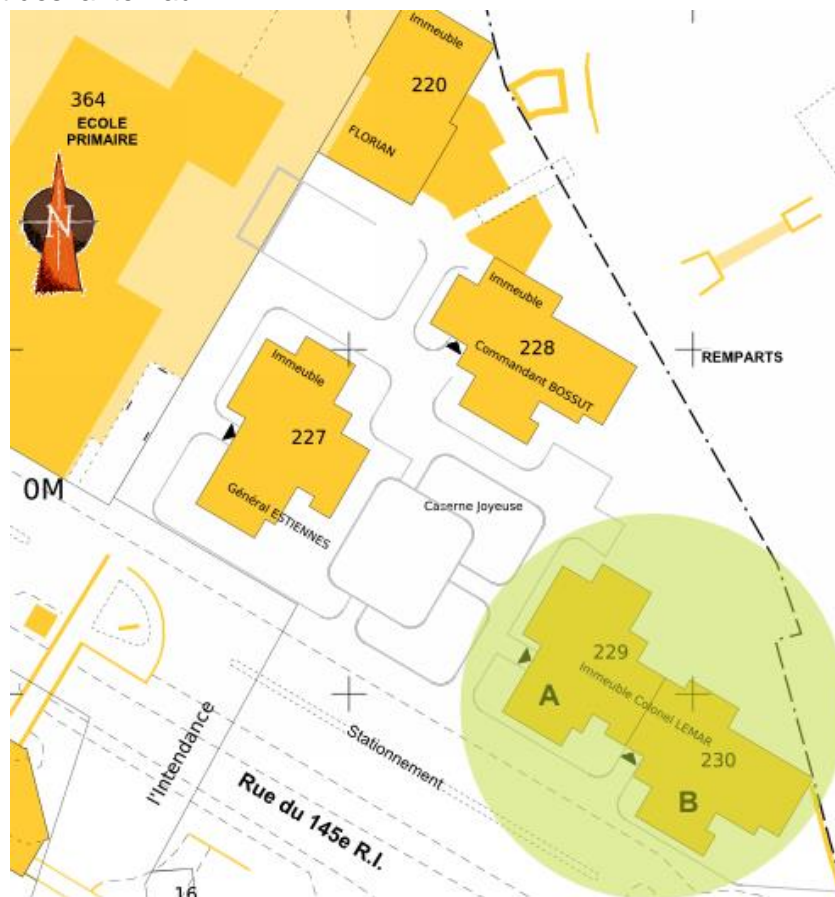 Immeuble
220
FLORIAN
364
ECOLE
PRIMAIRE
N
Immeuble
228
Commandant BOSSUT
REMPARTS
Immeuble
227
Général ESTIENNES
0M
Caserne Joyeuse
229
A
Immeuble Colonel LEMAR
230
B
l'Intendance
Stationnement
Rue du 145e R.I.
16